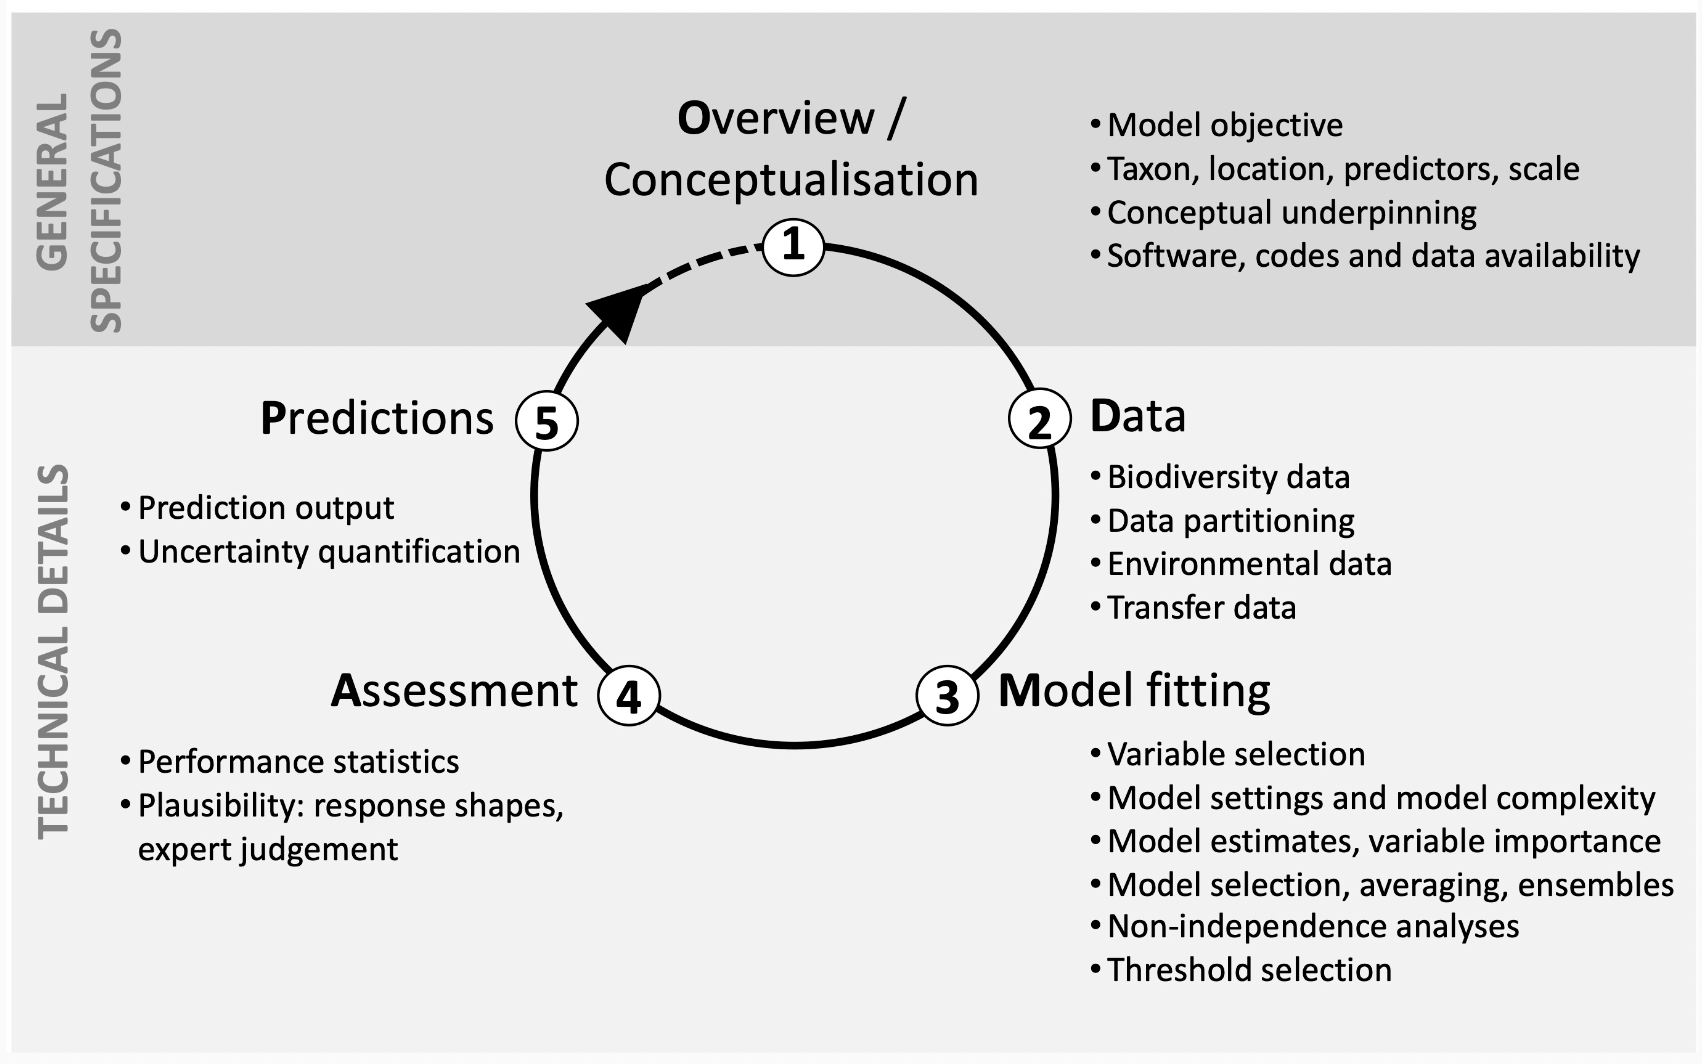 GENERAL
SPECIFICATIONS
Overview /
Conceptualisation
1
• Model objective
• Taxon, location, predictors, scale
• Conceptual underpinning
• Software, codes and data availability
TECHNICAL DETAILS
2
Data
• Biodiversity data
• Data partitioning
• Environmental data
• Transfer data
3
Model fitting
• Variable selection
• Model settings and model complexity
• Model estimates, variable importance
• Model selection, averaging, ensembles
• Non-independence analyses
• Threshold selection
Assessment
4
• Performance statistics
• Plausibility: response shapes,
expert judgement
Predictions
5
• Prediction output
• Uncertainty quantification